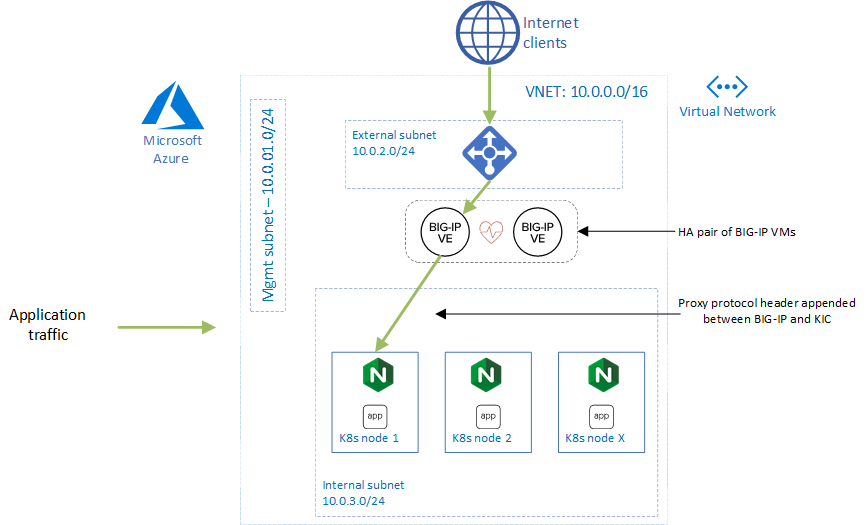 Internet
clients
VNET: 10.0.0.0/16
Virtual Network
Microsoft
Azure
Mgmt subnet – 10.0.01.0/24
External subnet
10.0.2.0/24
BIG-IP
VE
BIG-IP
VE
HA pair of BIG-IP VMs
Proxy protocol header appended
between BIG-IP and KIC
Application
traffic
N
N
N
app
app
app
K8s node 1
K8s node 2
K8s node X
Internal subnet
10.0.3.0/24